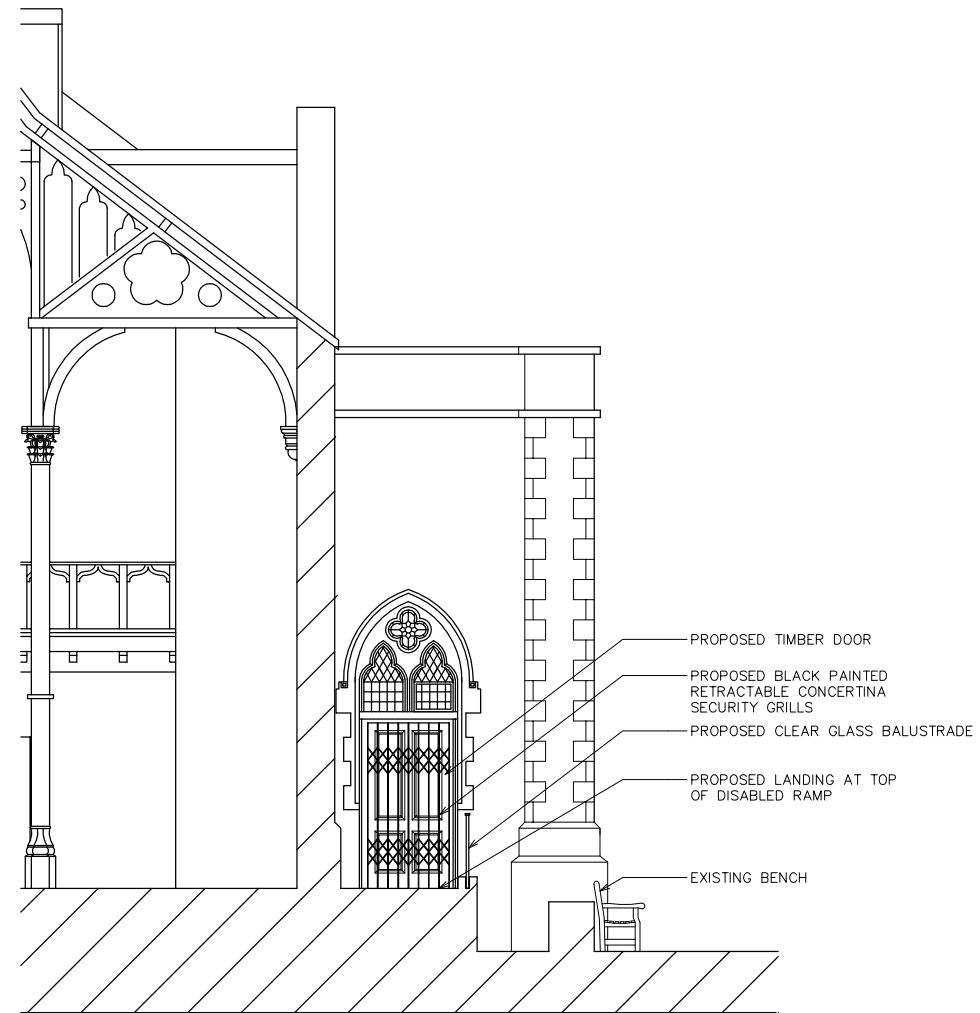 PROPOSED TIMBER DOOR
PROPOSED BLACK PAINTED
RETRACTABLE CONCERTINA
SECURITY GRILLS
PROPOSED CLEAR GLASS BALUSTRADE
PROPOSED LANDING AT TOP
OF DISABLED RAMP
EXISTING BENCH